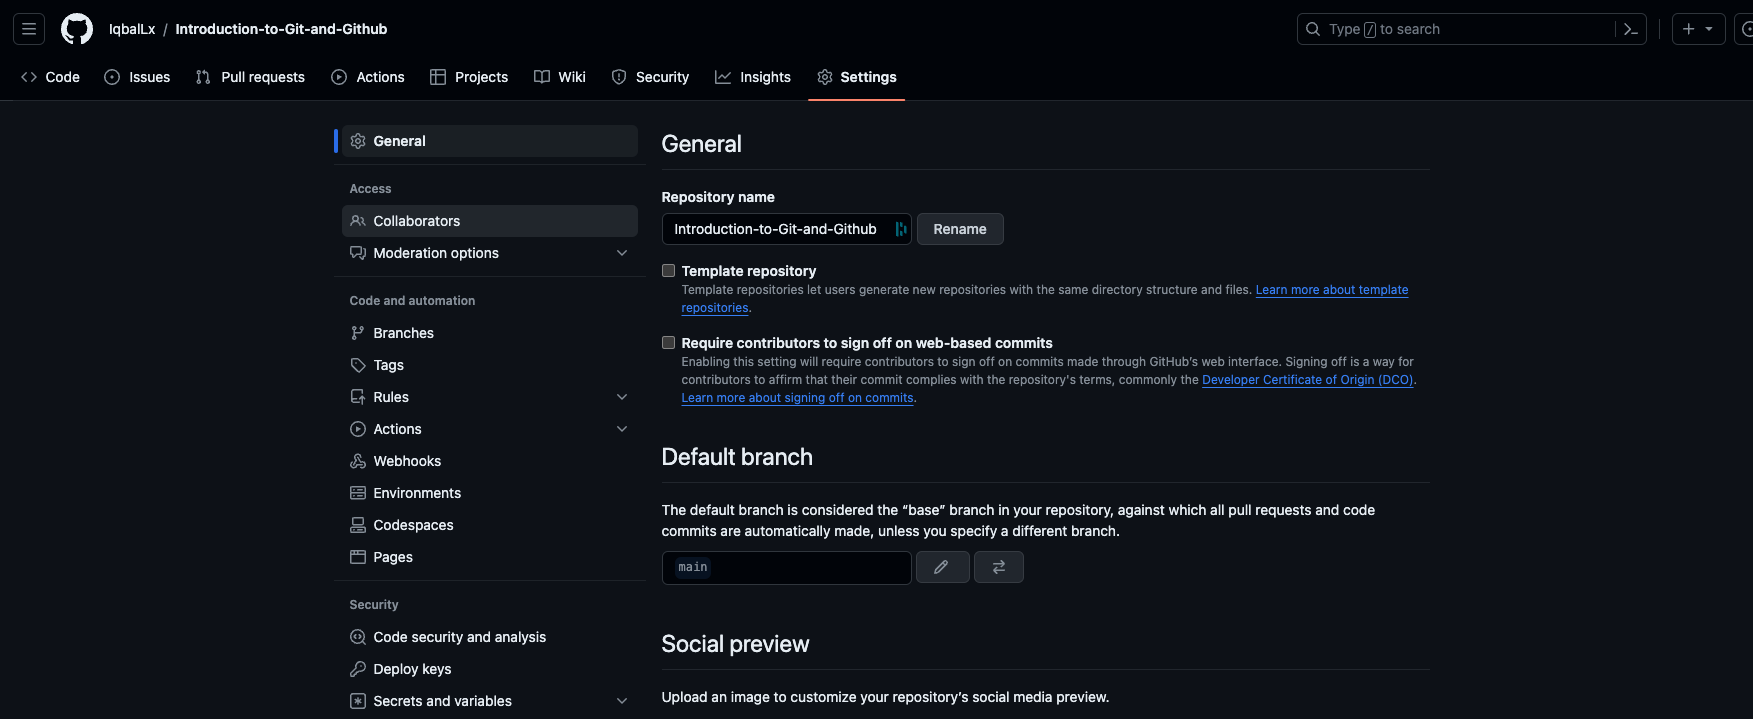 IqbalLx / Introduction-to-Git-and-Github
Type / to search
Code Issues Pull requests Actions Projects Wiki Security Insights Settings
General
Access
Collaborators
Moderation options
Code and automation
Branches
Tags
Rules
Actions
Webhooks
Environments
Codespaces
Pages
Security
Code security and analysis
Deploy keys
Secrets and variables
General
Repository name
Introduction-to-Git-and-Github Rename
Template repository
Template repositories let users generate new repositories with the same directory structure and files. Learn more about template
repositories.
Require contributors to sign off on web-based commits
Enabling this setting will require contributors to sign off on commits made through GitHub’s web interface. Signing off is a way for
contributors to affirm that their commit complies with the repository's terms, commonly the Developer Certificate of Origin (DCO).
Learn more about signing off on commits.
Default branch
The default branch is considered the “base” branch in your repository, against which all pull requests and code
commits are automatically made, unless you specify a different branch.
main
Social preview
Upload an image to customize your repository’s social media preview.